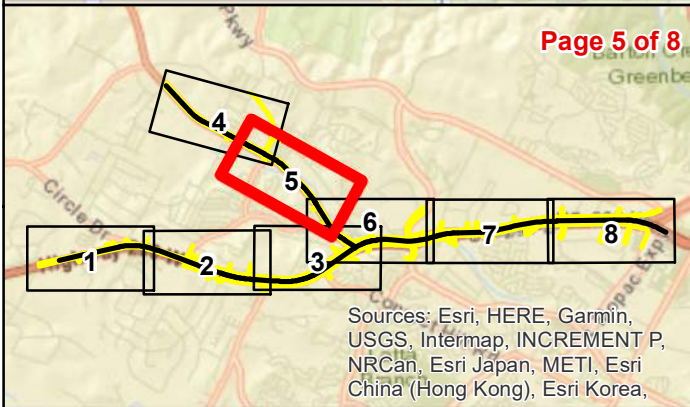 Pkwy
Page 5 of 8
Barton Cre
Greenbe
4
5
Circle Dr
6
7
8
1
2
3
Sources: Esri, HERE, Garmin,
USGS, Intermap, INCREMENT P,
NRCan, Esri Japan, METI, Esri
China (Hong Kong), Esri Korea,